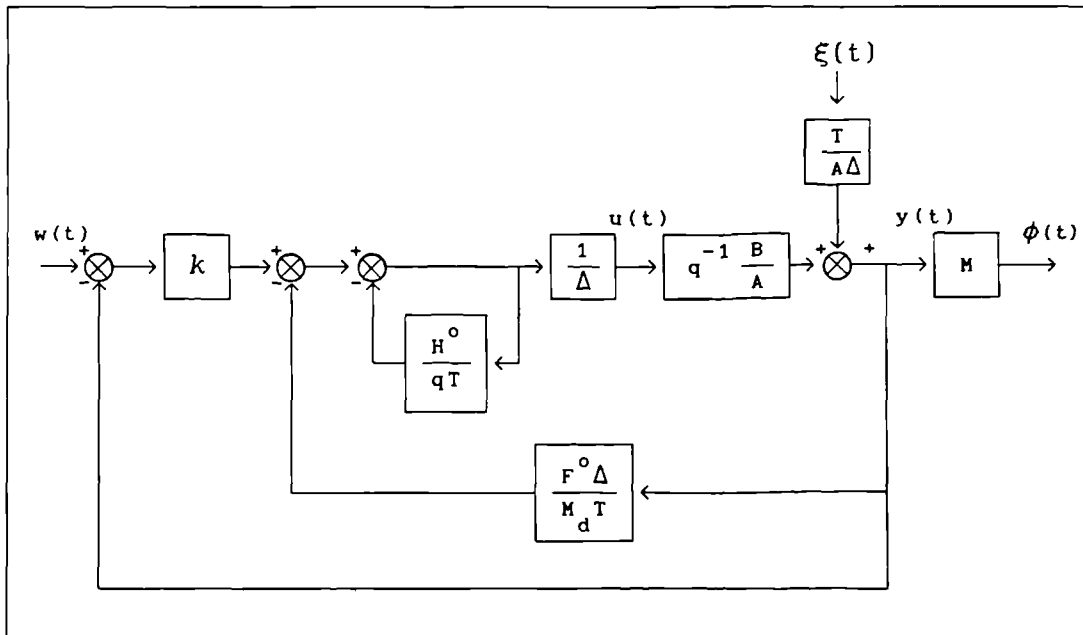 ξ(t)
T
AΔ
w(t)
u(t)
y(t)
ϕ(t)
+
-
k
+
-
+
-
1
Δ
q⁻¹ B
A
+
+
M
H°
qT
F°Δ
M_d T